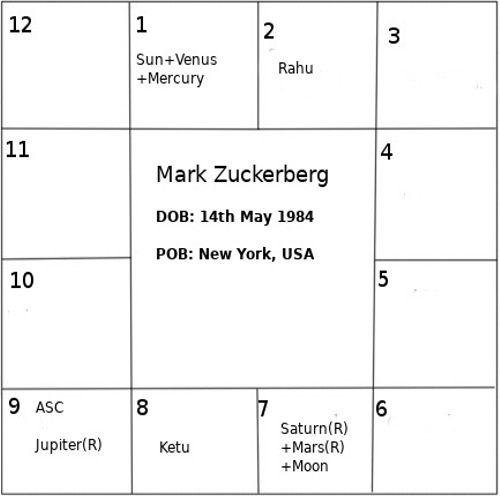 12
1
Sun+Venus
+Mercury
2
Rahu
3
11
Mark Zuckerberg
DOB: 14th May 1984
POB: New York, USA
4
10
5
9 ASC
Jupiter(R)
8
Ketu
7
Saturn(R)
+Mars(R)
+Moon
6